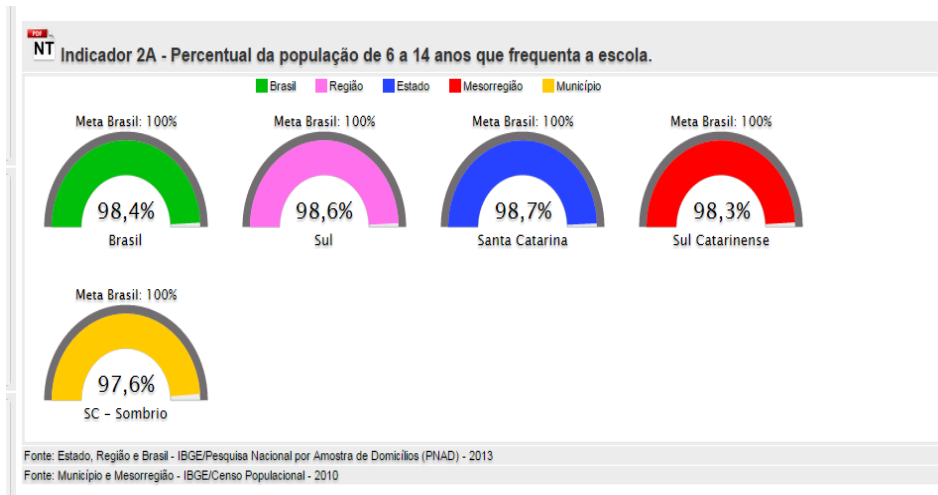 PDF
NT Indicador 2A - Percentual da população de 6 a 14 anos que frequenta a escola.
Brasil Região Estado Mesorregião Município
Meta Brasil: 100% Meta Brasil: 100% Meta Brasil: 100% Meta Brasil: 100%
98,4% 98,6% 98,7% 98,3%
Brasil Sul Santa Catarina Sul Catarinense
Meta Brasil: 100%
97,6%
SC - Sombrio
Fonte: Estado, Região e Brasil - IBGE/Pesquisa Nacional por Amostra de Domicílios (PNAD) - 2013
Fonte: Município e Mesorregião - IBGE/Censo Populacional - 2010